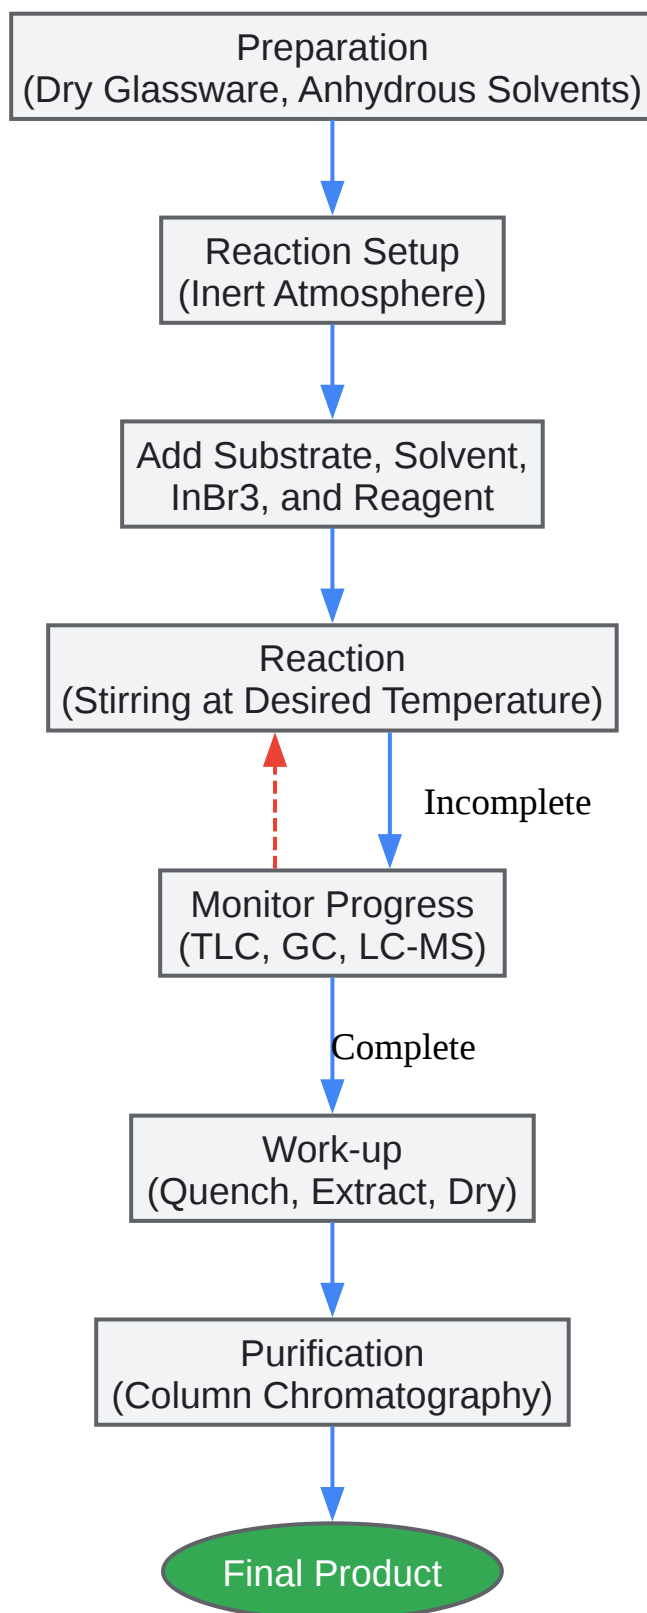 Preparation
(Dry Glassware, Anhydrous Solvents)
Reaction Setup
(Inert Atmosphere)
Add Substrate, Solvent,
InBr3, and Reagent
Reaction
(Stirring at Desired Temperature)
Incomplete
Monitor Progress
(TLC, GC, LC-MS)
Complete
Work-up
(Quench, Extract, Dry)
Purification
(Column Chromatography)
Final Product